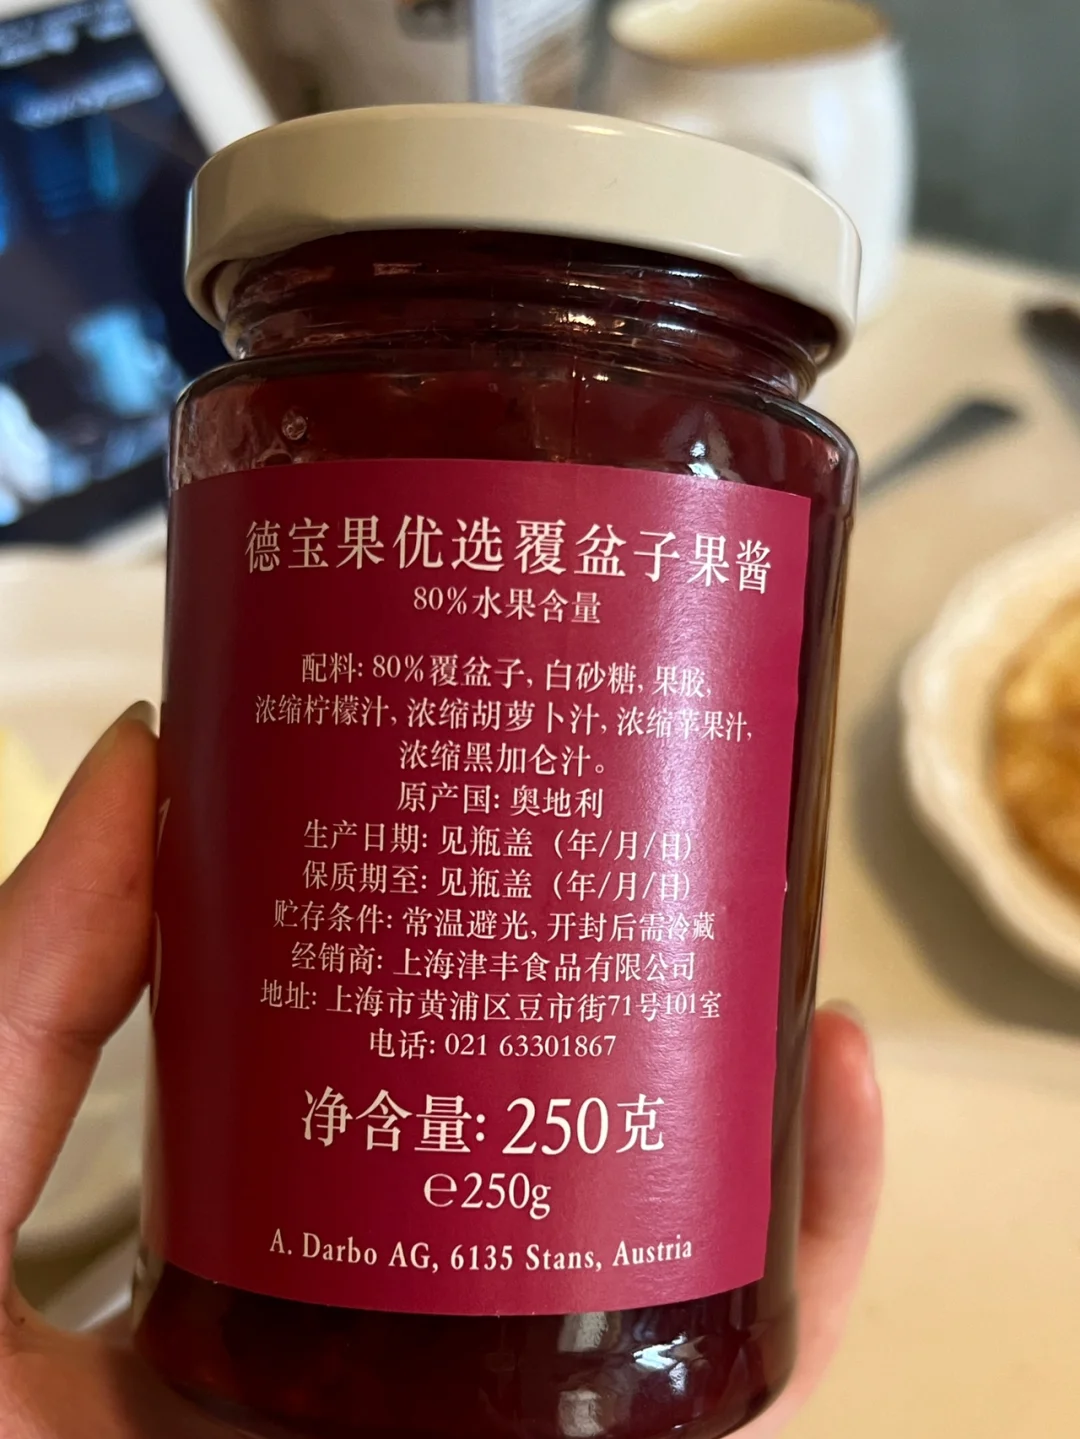 德宝果优选覆盆子果酱
80%水果含量
配料: 80%覆盆子, 白砂糖, 果胶,
浓缩柠檬汁, 浓缩胡萝卜汁, 浓缩苹果汁,
浓缩黑加仑汁。
原产国: 奥地利
生产日期: 见瓶盖 (年/月/日)
保质期至: 见瓶盖 (年/月/日)
贮存条件: 常温避光, 开封后需冷藏
经销商: 上海津丰食品有限公司
地址: 上海市黄浦区豆市街71号101室
电话: 021 63301867
净含量: 250克
℮250g
A. Darbo AG, 6135 Stans, Austria